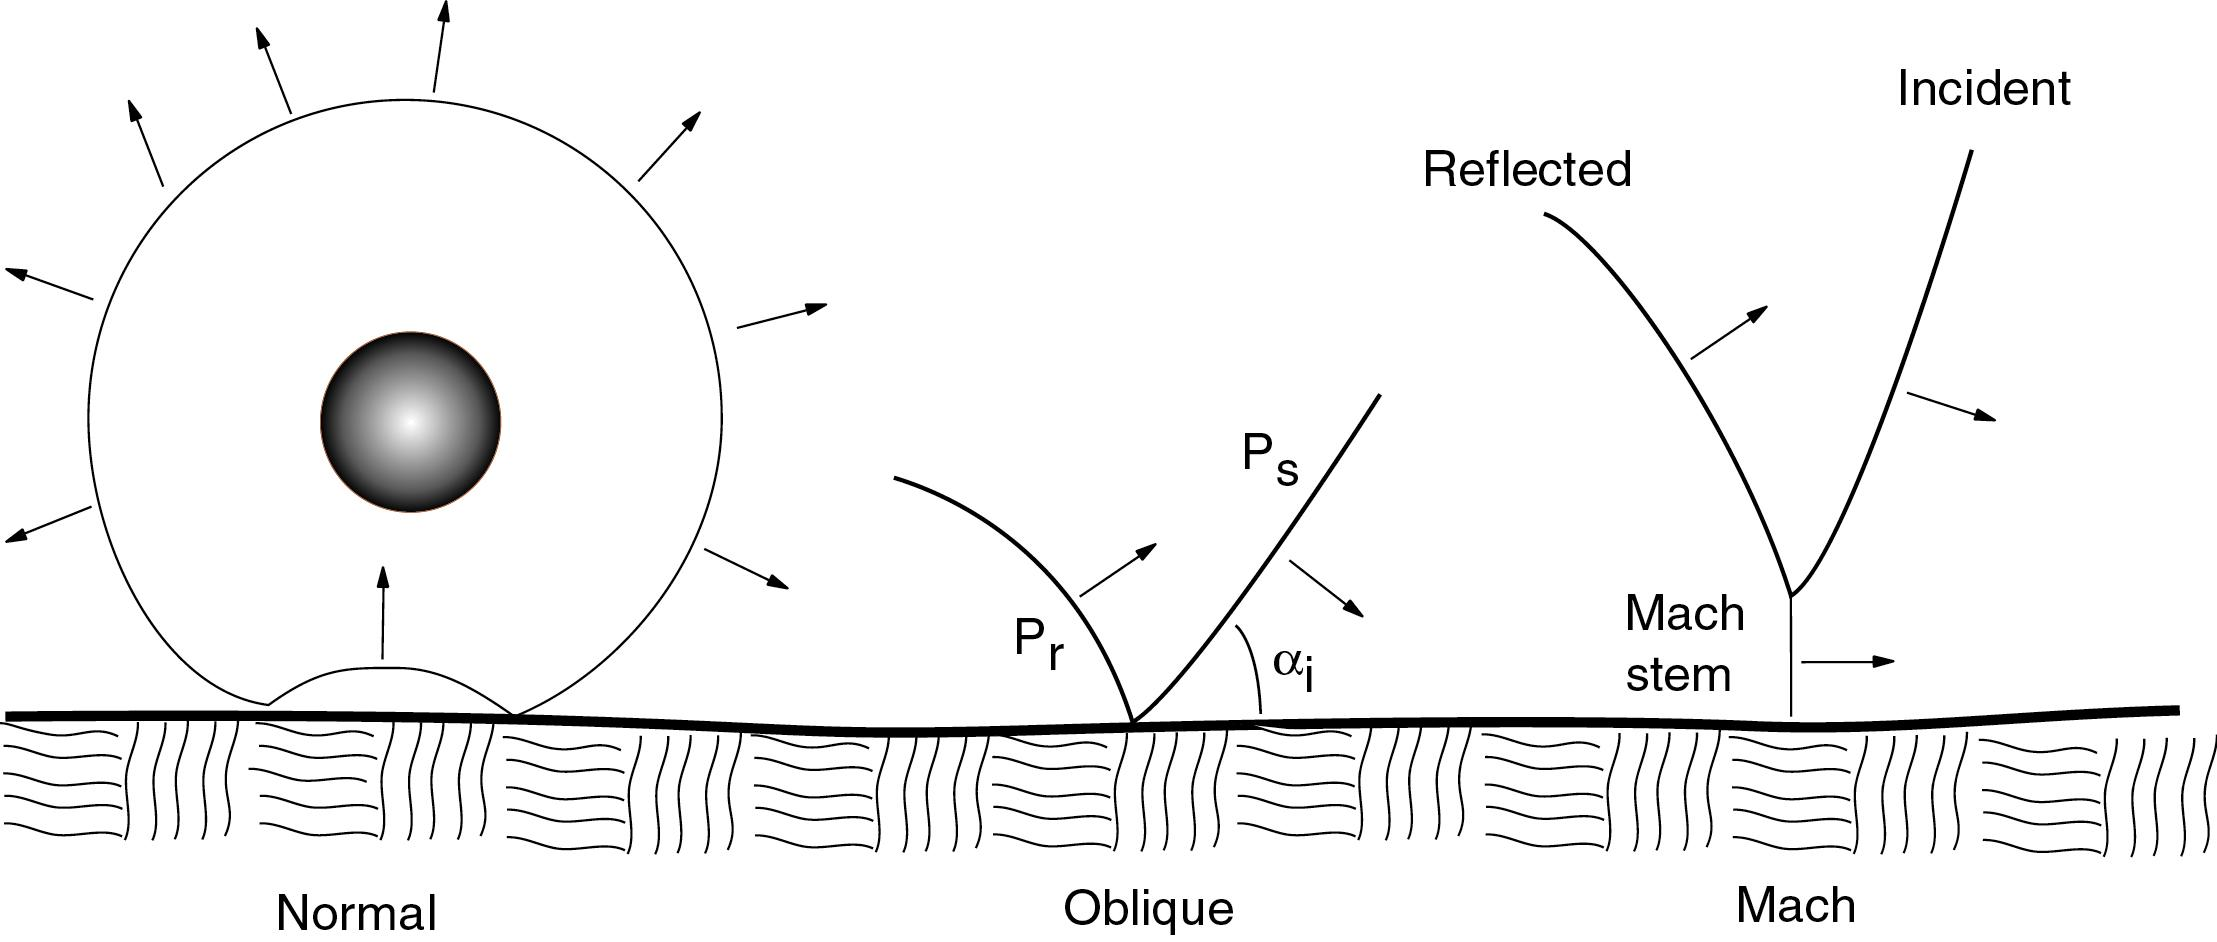 Incident
Reflected
Ps
Pr
αi
Mach
stem
Normal
Oblique
Mach